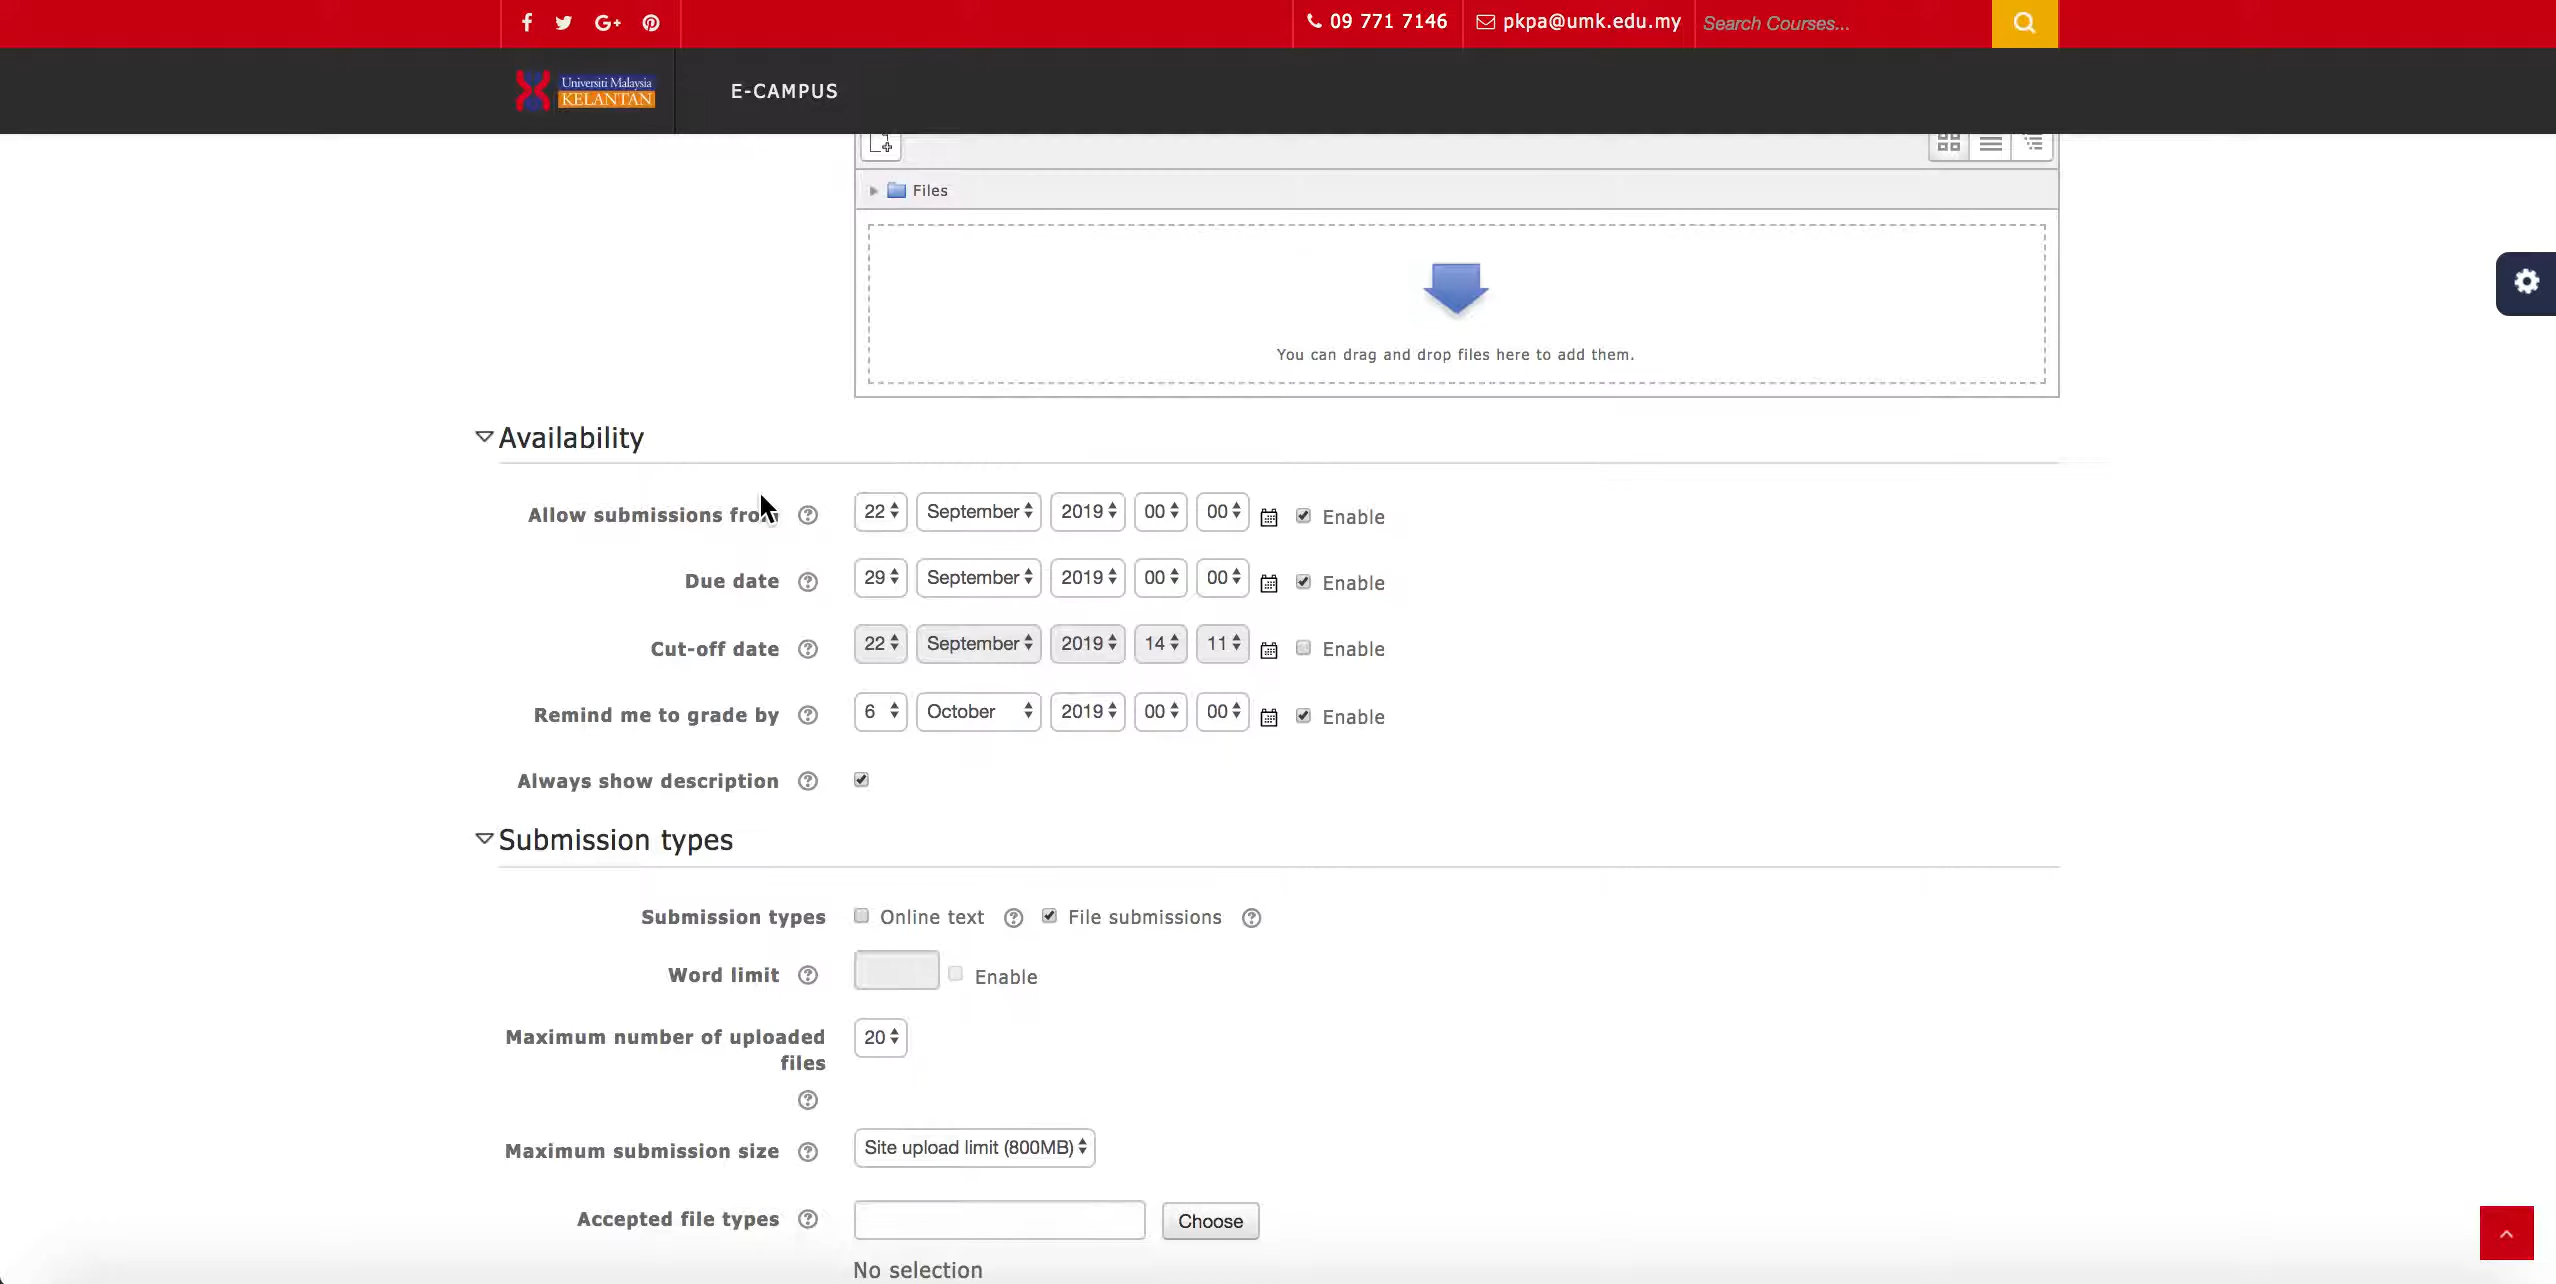 09 771 7146 pkpa@umk.edu.my Search Courses...
Universiti Malaysia
KELANTAN
E-CAMPUS
Files
You can drag and drop files here to add them.
Availability
Allow submissions from 22 September 2019 00 00 Enable
Due date 29 September 2019 00 00 Enable
Cut-off date 22 September 2019 14 11 Enable
Remind me to grade by 6 October 2019 00 00 Enable
Always show description
Submission types
Submission types Online text File submissions
Word limit Enable
Maximum number of uploaded 20
files
Maximum submission size Site upload limit (800MB)
Accepted file types Choose
No selection